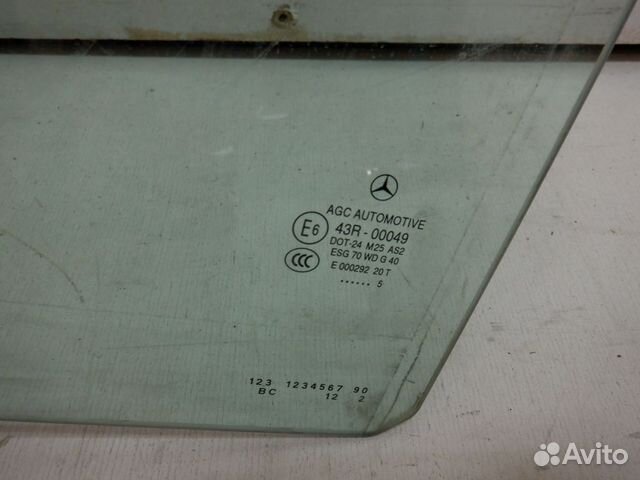 AGC AUTOMOTIVE
E6 43R - 00049
DOT-24 M25 AS2
CCC ESG 70 WD G 40
E 000292 20 T
...... 5
123 1234567 90
BC 12 2
Avito